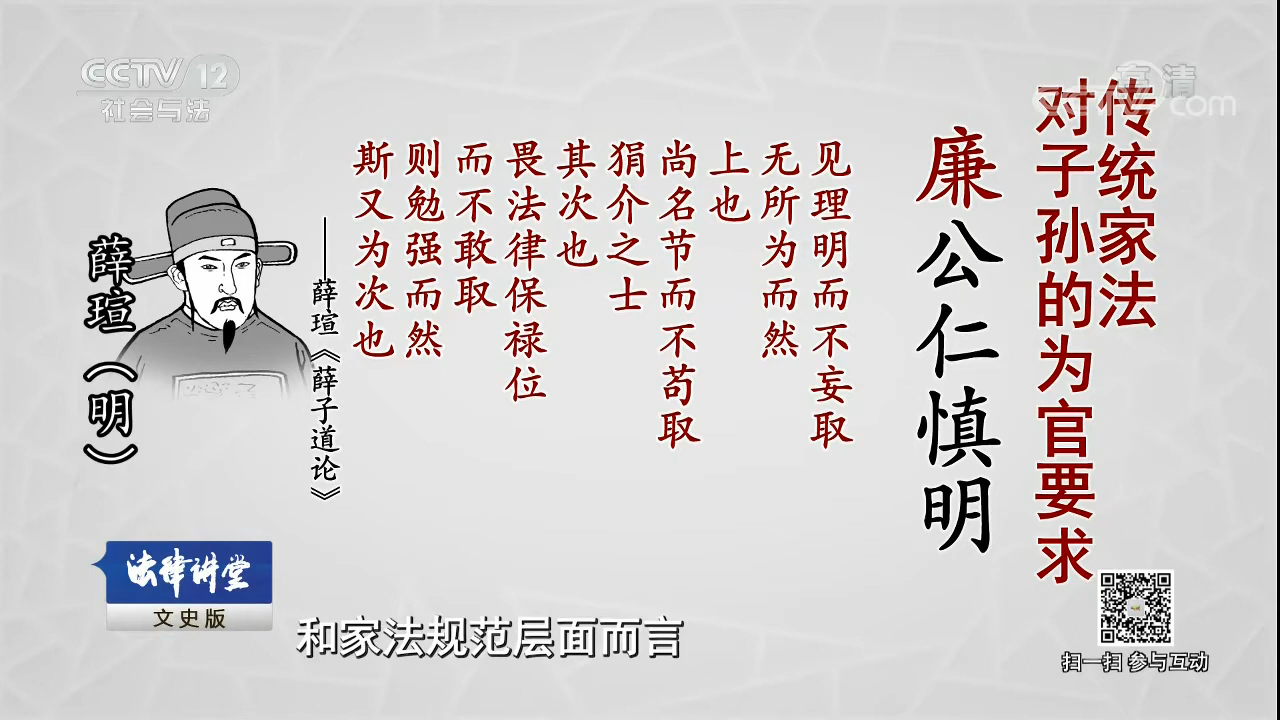 CCTV 12
社会与法
高清
CCTV.com
传统家法
对子孙的为官要求
廉公仁慎明
见理明而不妄取
无所为而然
上也
尚名节而不苟取
狷介之士
其次也
畏法律保禄位
而不敢取
则勉强而然
斯又为次也
——薛瑄《薛子道论》
薛瑄（明）
法律讲堂
文史版
和家法规范层面而言
扫一扫 参与互动